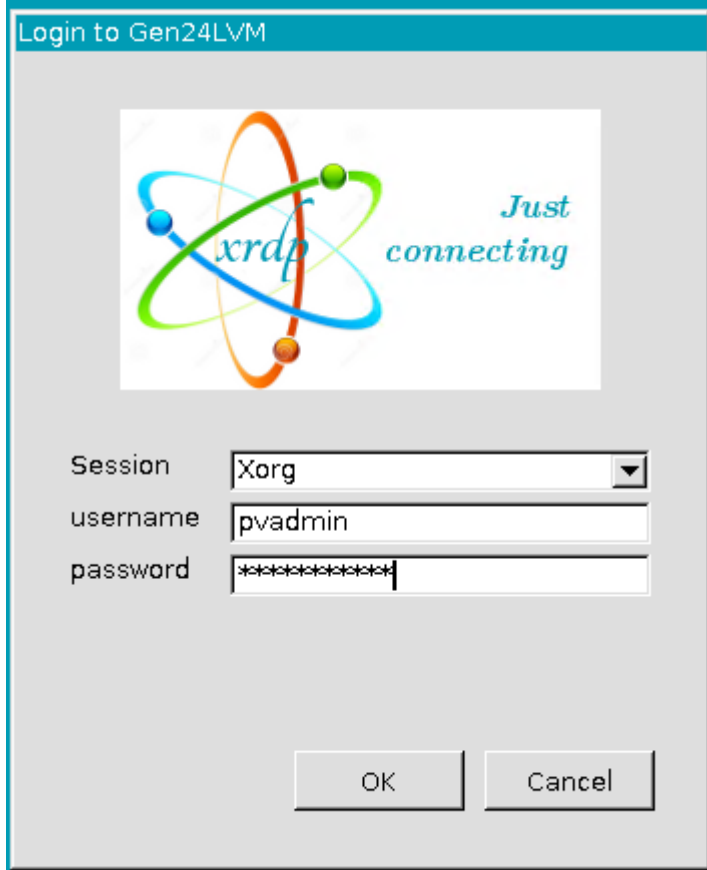 Login to Gen24LVM
xrdp
Just
connecting
Session Xorg
username pvadmin
password ***********
OK Cancel